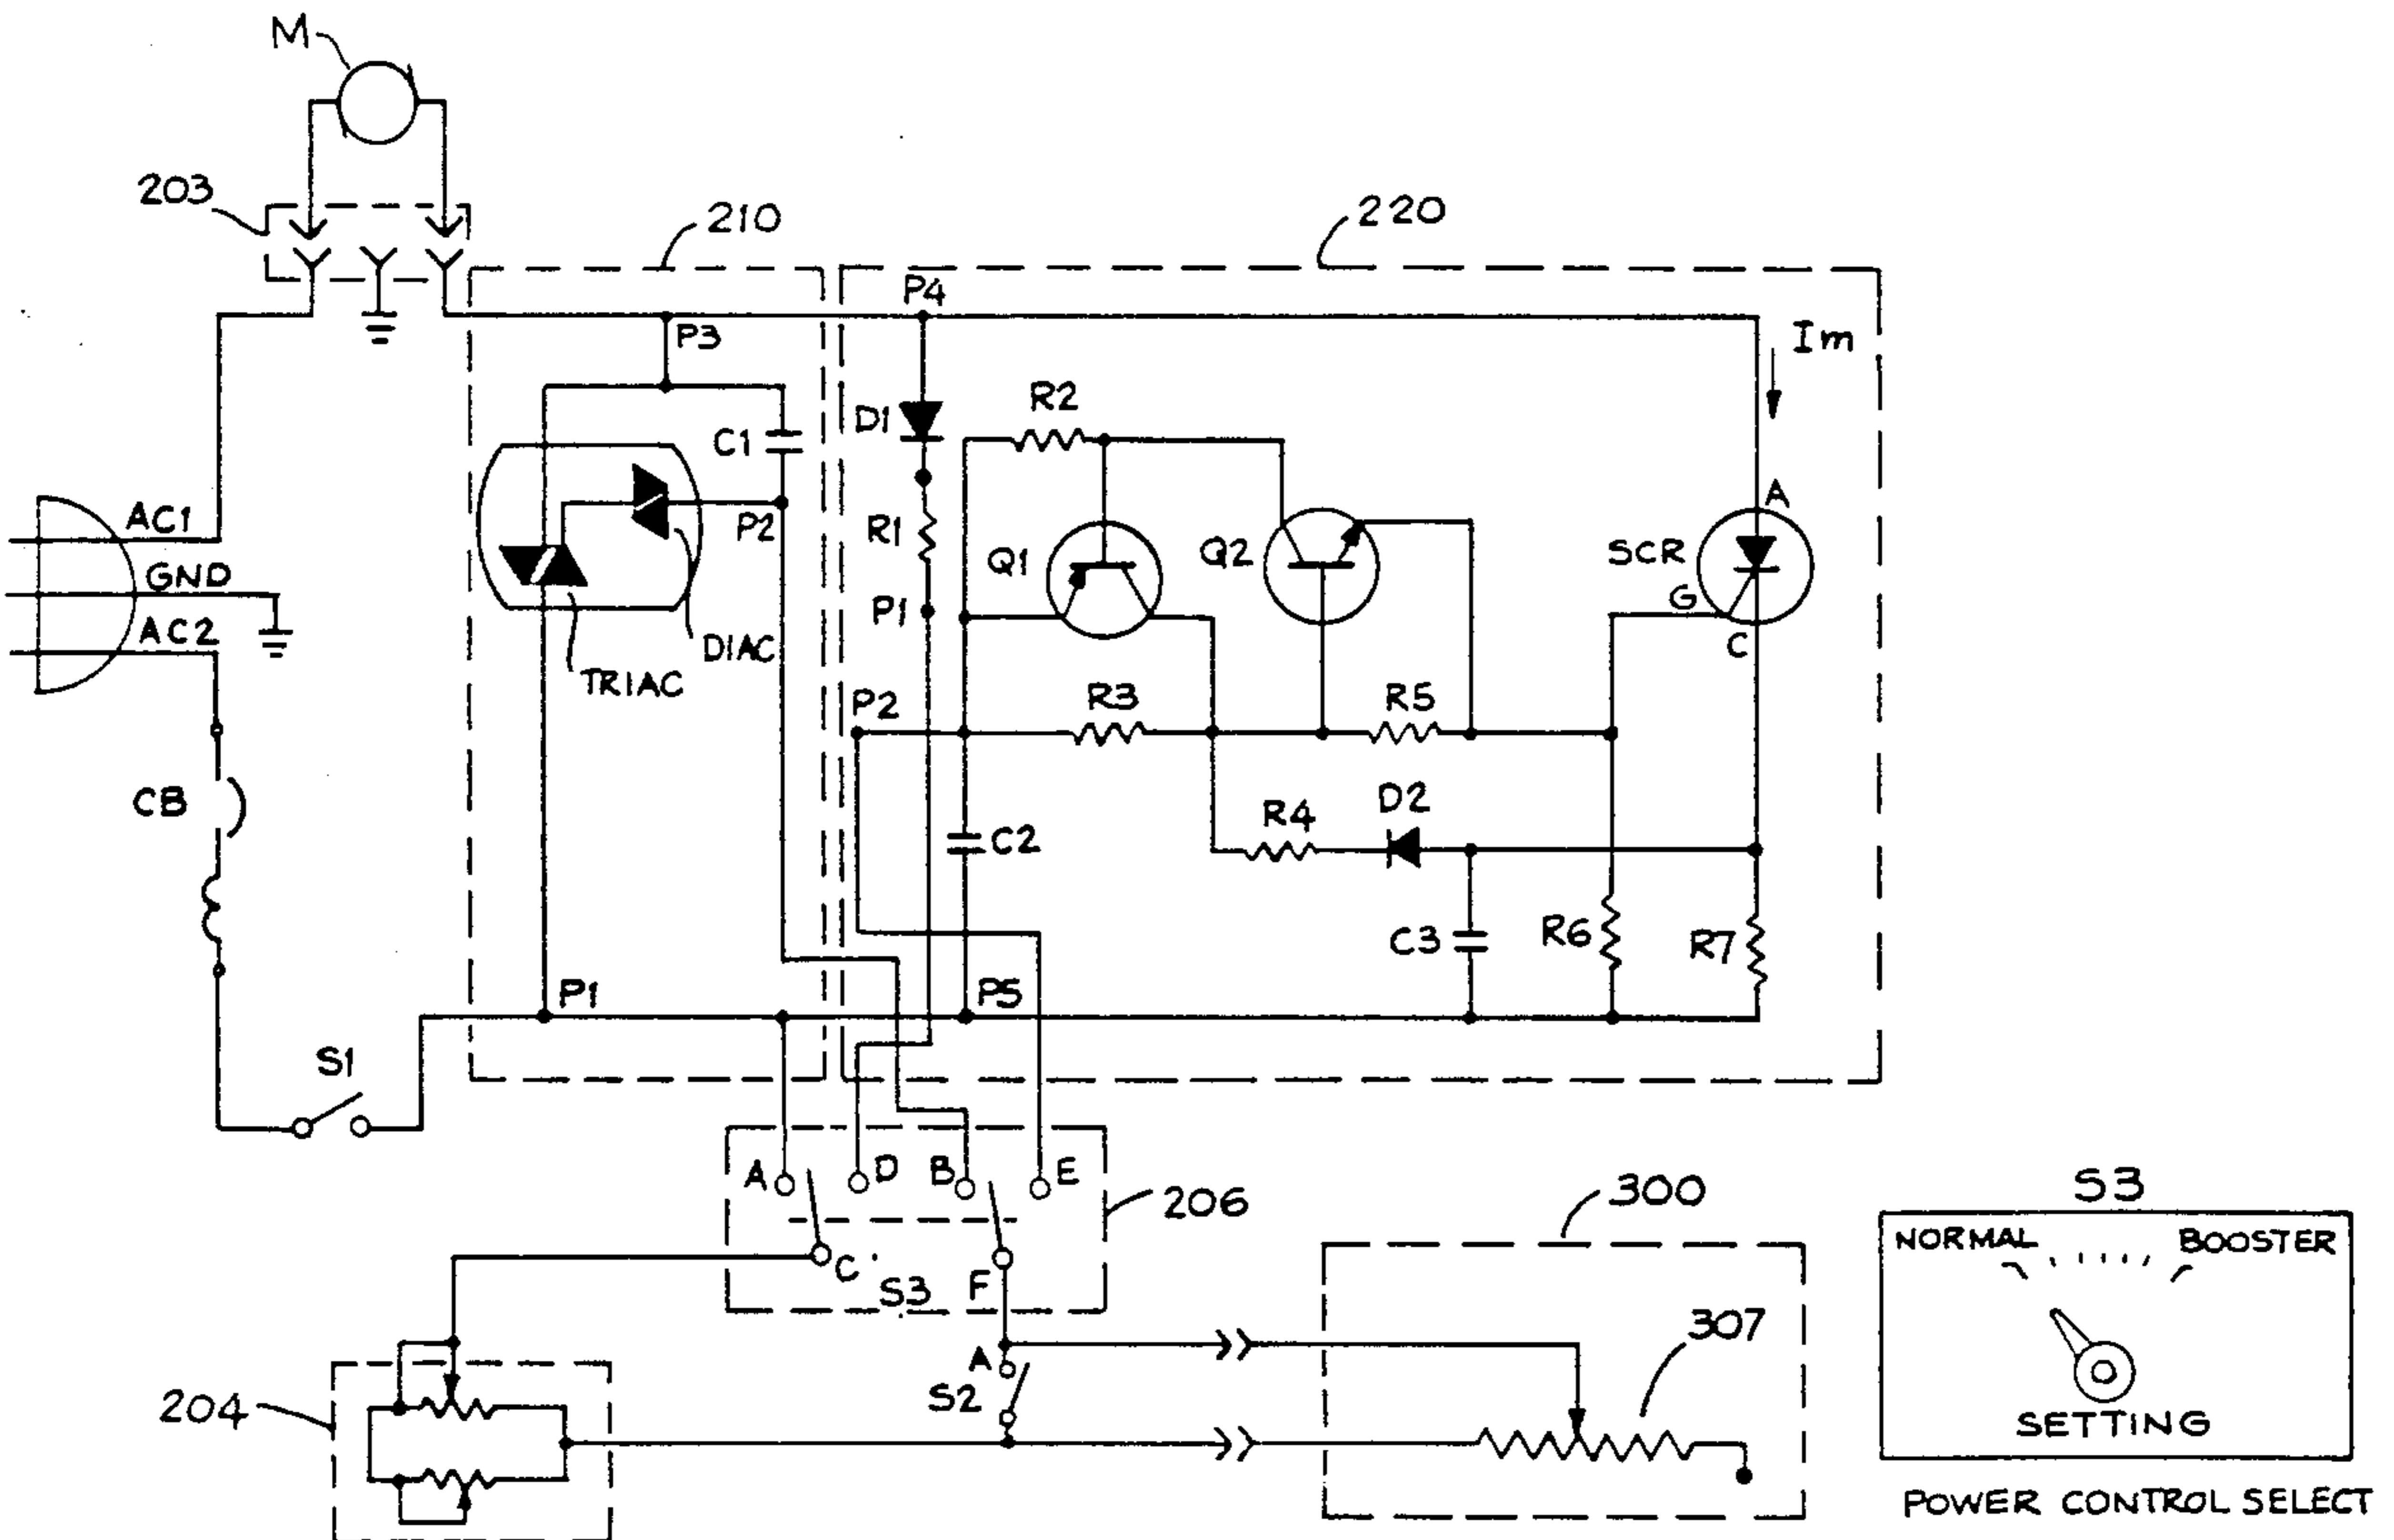 M
203
210
220
P4
P3
Im
R2
D1
C1
A
AC1
P2
R1
Q1
Q2
SCR
GND
G
P1
AC2
DIAC
C
TRIAC
P2
R3
R5
CB
D2
R4
C2
C3
R6
R7
P1
P5
S1
A
D
B
E
206
300
S3
NORMAL
BOOSTER
C
S3
F
307
A
S2
204
SETTING
POWER CONTROL SELECT